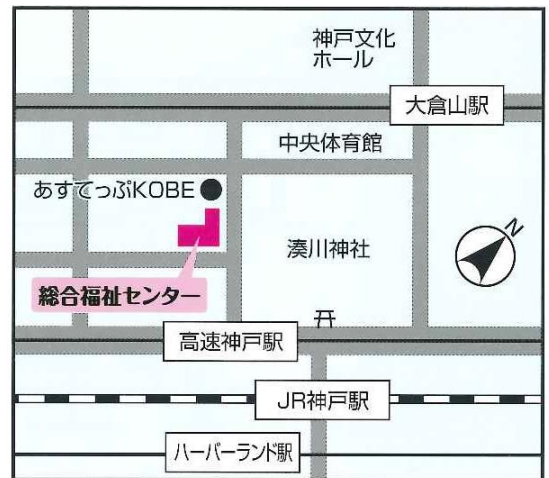 神戸文化
ホール
大倉山駅
中央体育館
あすてっぷKOBE
湊川神社
N
総合福祉センター
高速神戸駅
JR神戸駅
ハーバーランド駅